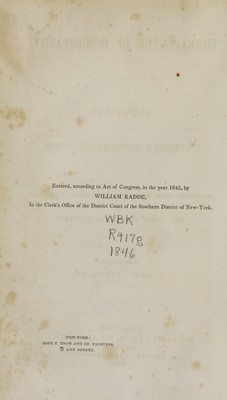 Entered, according to Act of Congress, in the year 1846, by
WILLIAM RADDE,
In the Clerk's Office of the District Court of the Southern District of New-York.
WBK
R917g
1846
NEW-YORK:
JOHN F. TROW AND CO. PRINTERS,
ANN-STREET.